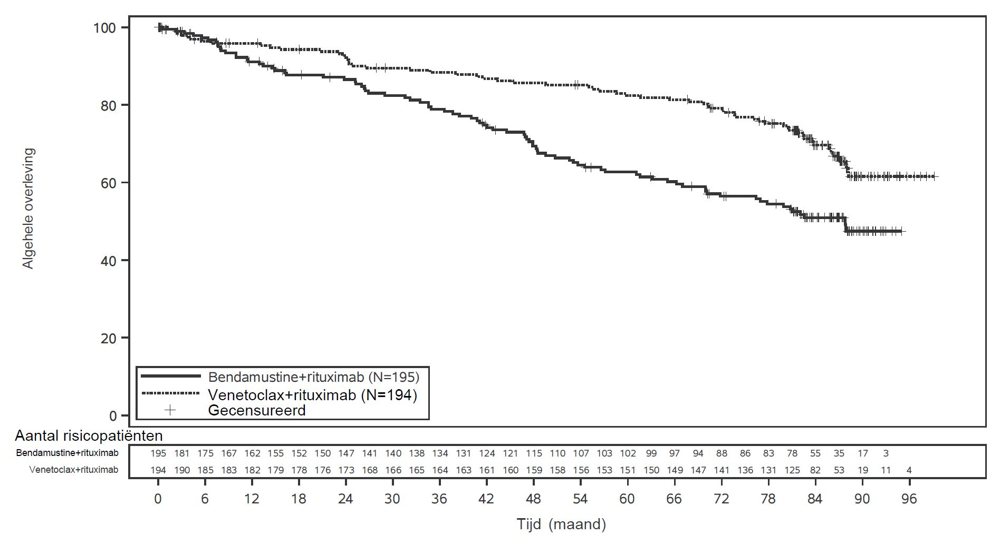 100
80
60
40
20
0
Algehele overleving
Bendamustine+rituximab (N=195)
Venetoclax+rituximab (N=194)
Gecensureerd
Aantal risicopatiënten
Bendamustine+rituximab 195 181 175 167 162 155 152 150 147 141 140 138 134 131 124 121 115 110 107 103 102 99 97 94 88 86 83 78 55 35 17 3
Venetoclax+rituximab 194 190 185 183 182 179 178 176 173 168 166 165 164 163 161 160 159 158 156 153 151 150 149 147 141 136 131 125 82 53 19 11 4
0 6 12 18 24 30 36 42 48 54 60 66 72 78 84 90 96
Tijd (maand)